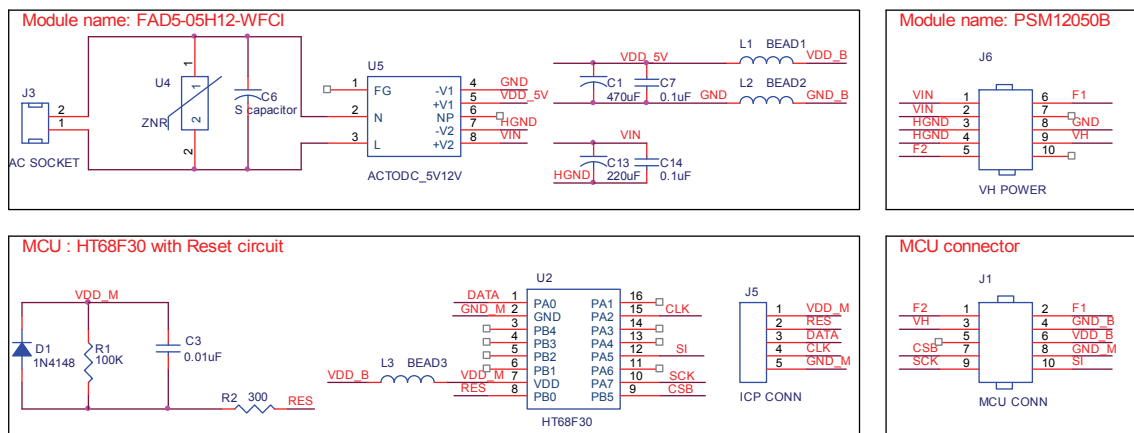 Module name: FAD5-05H12-WFCI
J3
2
1
AC SOCKET
U4
1
1
2
2
ZNR
C6
S capacitor
U5
1 FG -V1 4 GND
+V1 5 VDD_5V
2 N NP 6
-V2 7 HGND
3 L +V2 8 VIN
ACTODC_5V12V
VDD_5V
C1
470uF
C7
0.1uF
GND
L1 BEAD1
VDD_B
L2 BEAD2
GND_B
VIN
C13
220uF
C14
0.1uF
HGND
Module name: PSM12050B
J6
VIN 1 6 F1
VIN 2 7
HGND 3 8 GND
HGND 4 9 VH
F2 5 10
VH POWER
MCU : HT68F30 with Reset circuit
VDD_M
D1
1N4148
R1
100K
C3
0.01uF
R2 300
RES
VDD_B
L3 BEAD3
VDD_M
U2
DATA 1 PA0 PA1 16
GND_M 2 GND PA2 15 CLK
3 PB4 PA3 14
4 PB3 PA4 13
5 PB2 PA5 12 SI
6 PB1 PA6 11
7 VDD PA7 10 SCK
RES 8 PB0 PB5 9 CSB
HT68F30
J5
1 VDD_M
2 RES
3 DATA
4 CLK
5 GND_M
ICP CONN
MCU connector
J1
F2 1 2 F1
VH 3 4 GND_B
5 6 VDD_B
CSB 7 8 GND_M
SCK 9 10 SI
MCU CONN